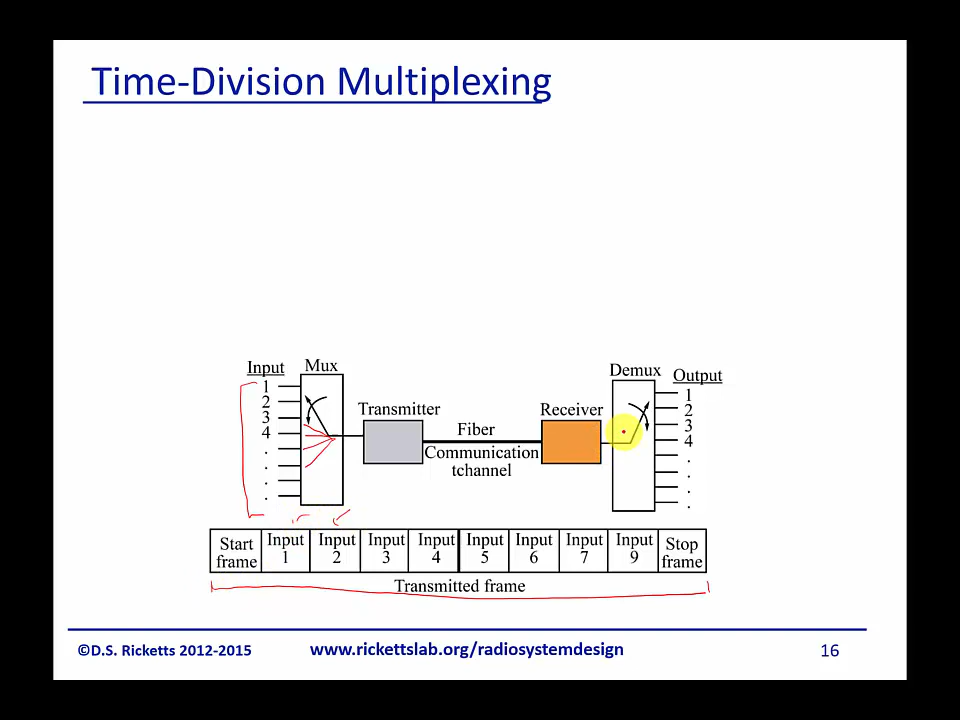 Time-Division Multiplexing
Input Mux
1
2
3
4
.
.
.
.
Transmitter
Fiber
Communication
tchannel
Receiver
Demux Output
1
2
3
4
.
.
.
.
Start frame Input 1 Input 2 Input 3 Input 4 Input 5 Input 6 Input 7 Input 9 Stop frame
Transmitted frame
©D.S. Ricketts 2012-2015 www.rickettslab.org/radiosystemdesign 16